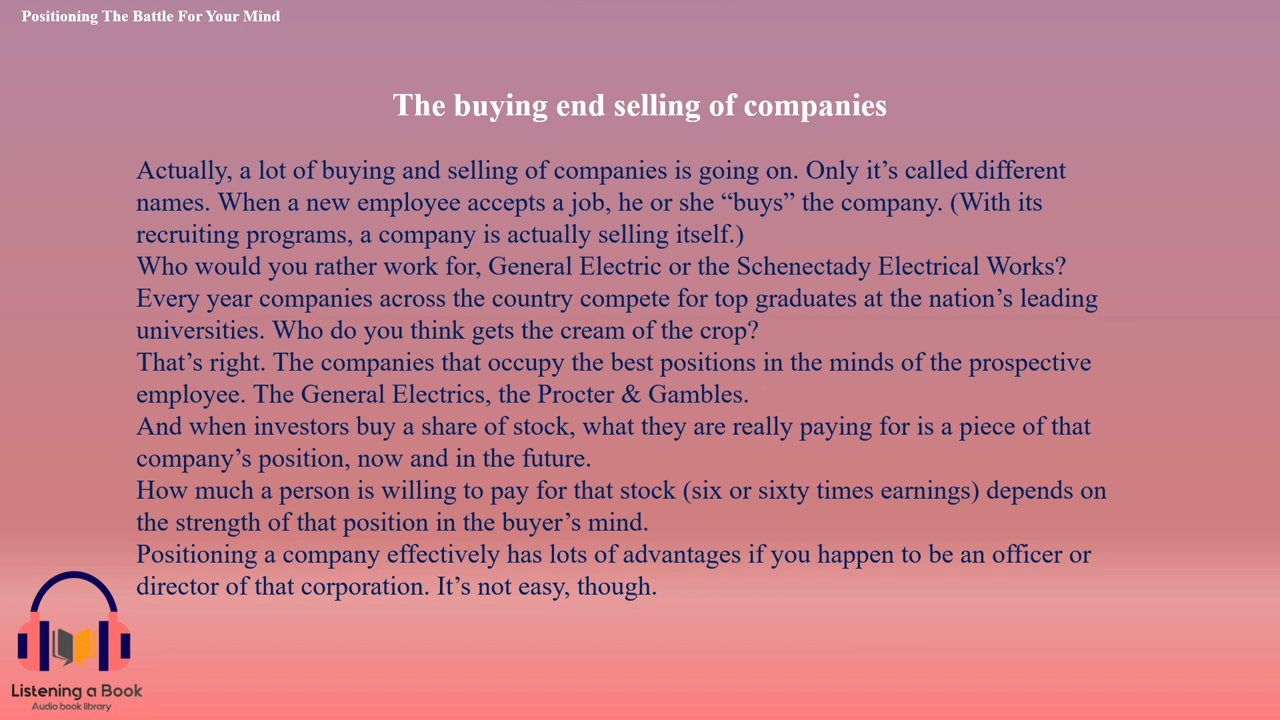 Positioning The Battle For Your Mind
The buying end selling of companies
Actually, a lot of buying and selling of companies is going on. Only it’s called different
names. When a new employee accepts a job, he or she “buys” the company. (With its
recruiting programs, a company is actually selling itself.)
Who would you rather work for, General Electric or the Schenectady Electrical Works?
Every year companies across the country compete for top graduates at the nation’s leading
universities. Who do you think gets the cream of the crop?
That’s right. The companies that occupy the best positions in the minds of the prospective
employee. The General Electrics, the Procter & Gambles.
And when investors buy a share of stock, what they are really paying for is a piece of that
company’s position, now and in the future.
How much a person is willing to pay for that stock (six or sixty times earnings) depends on
the strength of that position in the buyer’s mind.
Positioning a company effectively has lots of advantages if you happen to be an officer or
director of that corporation. It’s not easy, though.
Listening a Book
Audio book library